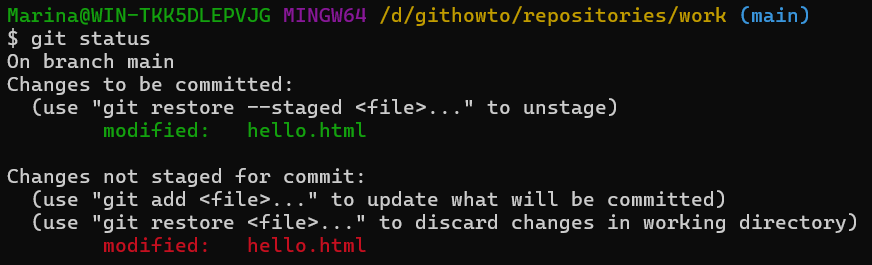 Marina@WIN-TKK5DLEPVJG MINGW64 /d/githowto/repositories/work (main)
$ git status
On branch main
Changes to be committed:
  (use "git restore --staged <file>..." to unstage)
        modified:   hello.html

Changes not staged for commit:
  (use "git add <file>..." to update what will be committed)
  (use "git restore <file>..." to discard changes in working directory)
        modified:   hello.html